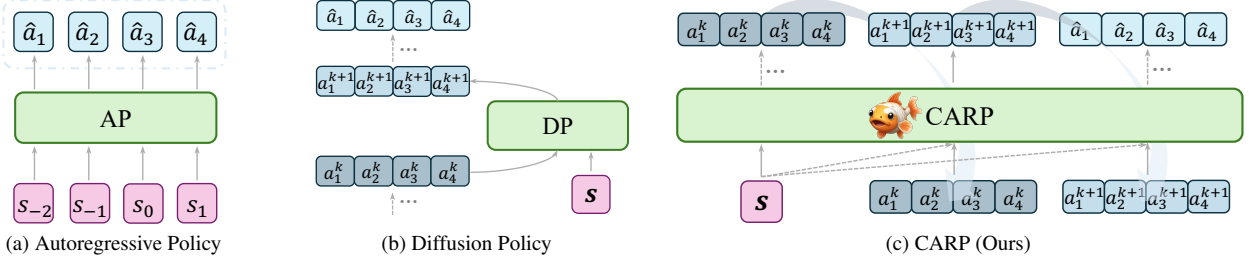 â₁ â₂ â₃ â₄
AP
s₋₂ s₋₁ s₀ s₁
(a) Autoregressive Policy
â₁ â₂ â₃ â₄
...
a₁ᵏ⁺¹ a₂ᵏ⁺¹ a₃ᵏ⁺¹ a₄ᵏ⁺¹
DP
a₁ᵏ a₂ᵏ a₃ᵏ a₄ᵏ
s
...
(b) Diffusion Policy
a₁ᵏ a₂ᵏ a₃ᵏ a₄ᵏ a₁ᵏ⁺¹ a₂ᵏ⁺¹ a₃ᵏ⁺¹ a₄ᵏ⁺¹ â₁ â₂ â₃ â₄
... ...
CARP
s a₁ᵏ a₂ᵏ a₃ᵏ a₄ᵏ a₁ᵏ⁺¹ a₂ᵏ⁺¹ a₃ᵏ⁺¹ a₄ᵏ⁺¹
(c) CARP (Ours)